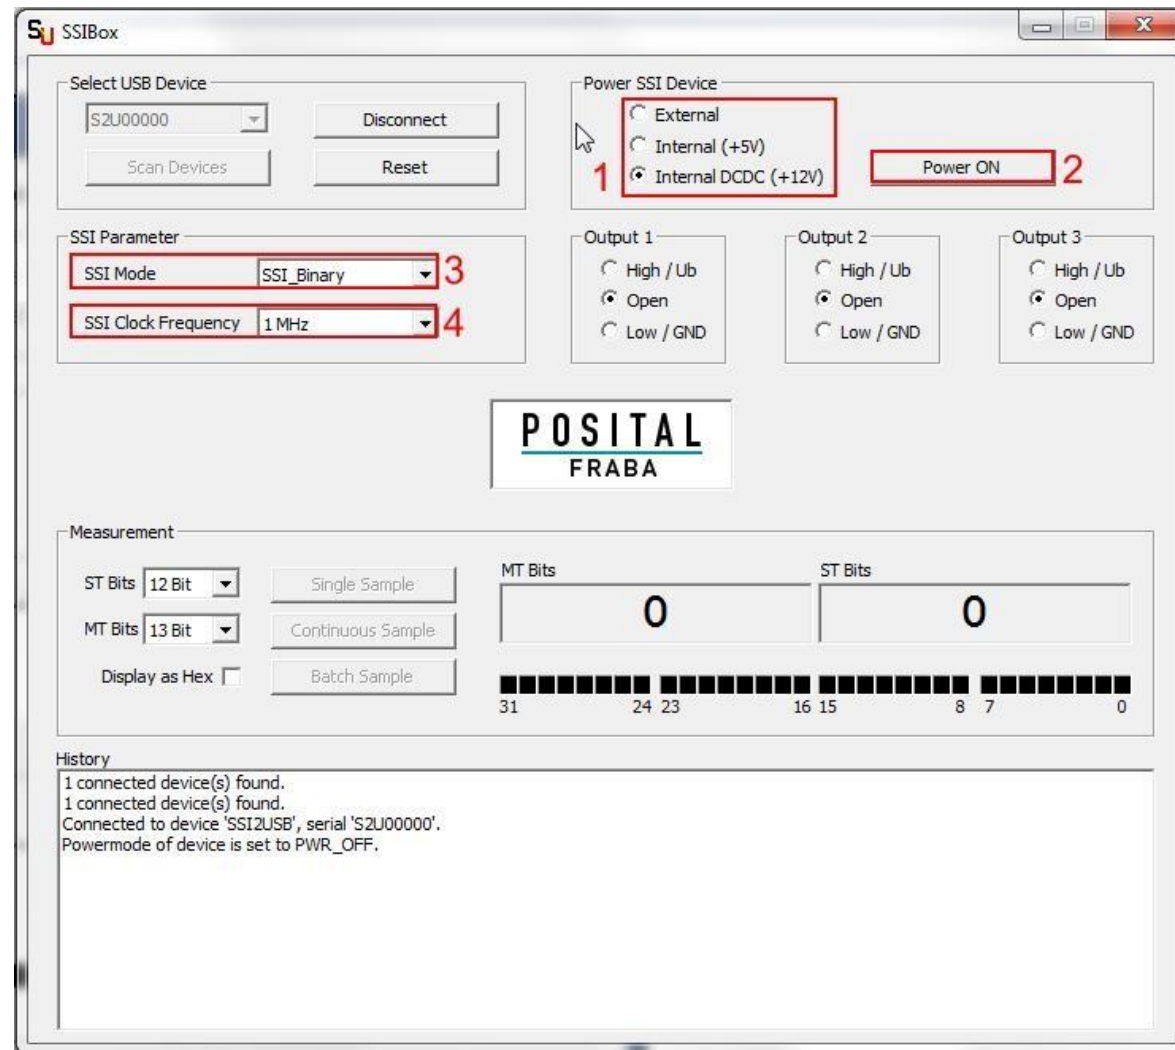 SU SSIBox
Select USB Device
S2U00000
Disconnect
Scan Devices
Reset
Power SSI Device
External
Internal (+5V)
1
Internal DCDC (+12V)
Power ON
2
SSI Parameter
SSI Mode
SSI_Binary
3
SSI Clock Frequency
1 MHz
4
Output 1
High / Ub
Open
Low / GND
Output 2
High / Ub
Open
Low / GND
Output 3
High / Ub
Open
Low / GND
POSITAL
FRABA
Measurement
ST Bits
12 Bit
Single Sample
MT Bits
13 Bit
Continuous Sample
Display as Hex
Batch Sample
MT Bits
0
ST Bits
0
31 24 23 16 15 8 7 0
History
1 connected device(s) found.
1 connected device(s) found.
Connected to device 'SSI2USB', serial 'S2U00000'.
Powermode of device is set to PWR_OFF.